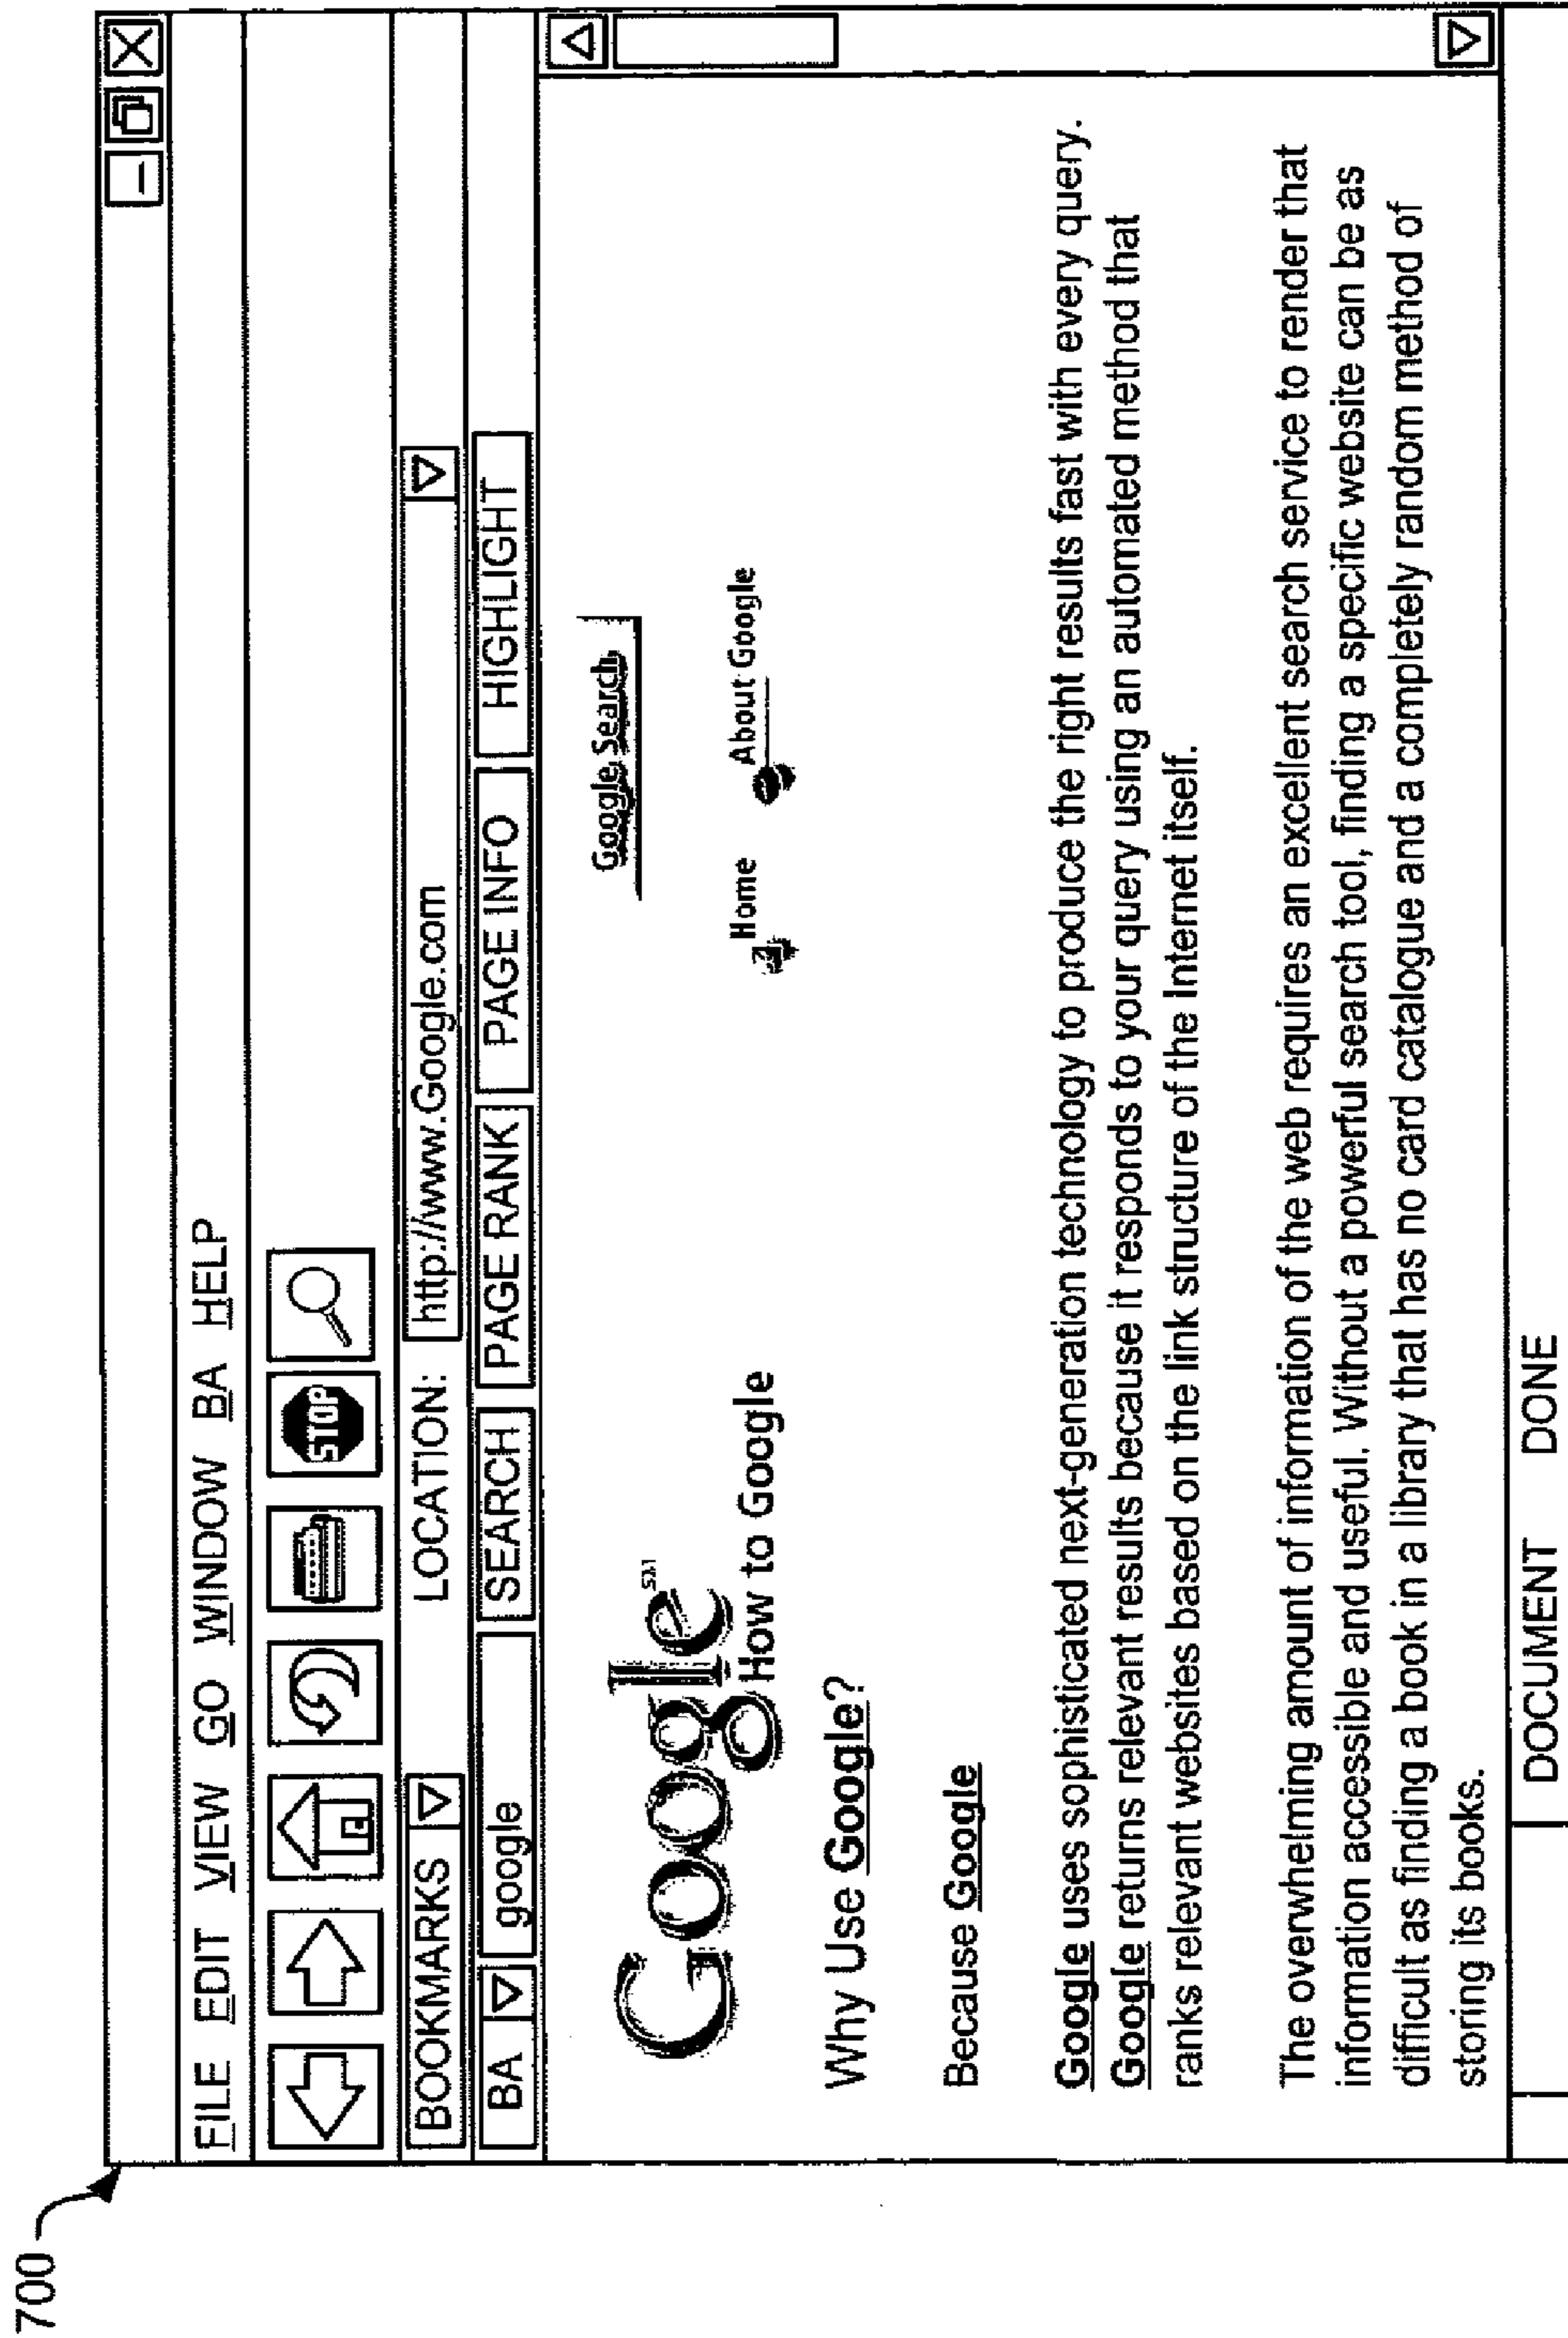 700
FILE EDIT VIEW GO WINDOW BA HELP
STOP
BOOKMARKS LOCATION: http://www.Google.com
BA google SEARCH PAGE RANK PAGE INFO HIGHLIGHT
Google Search
Google SM
How to Google
Home About Google
Why Use Google?
Because Google
Google uses sophisticated next-generation technology to produce the right results fast with every query.
Google returns relevant results because it responds to your query using an automated method that
ranks relevant websites based on the link structure of the Internet itself.
The overwhelming amount of information of the web requires an excellent search service to render that
information accessible and useful. Without a powerful search tool, finding a specific website can be as
difficult as finding a book in a library that has no card catalogue and a completely random method of
storing its books.
DOCUMENT DONE